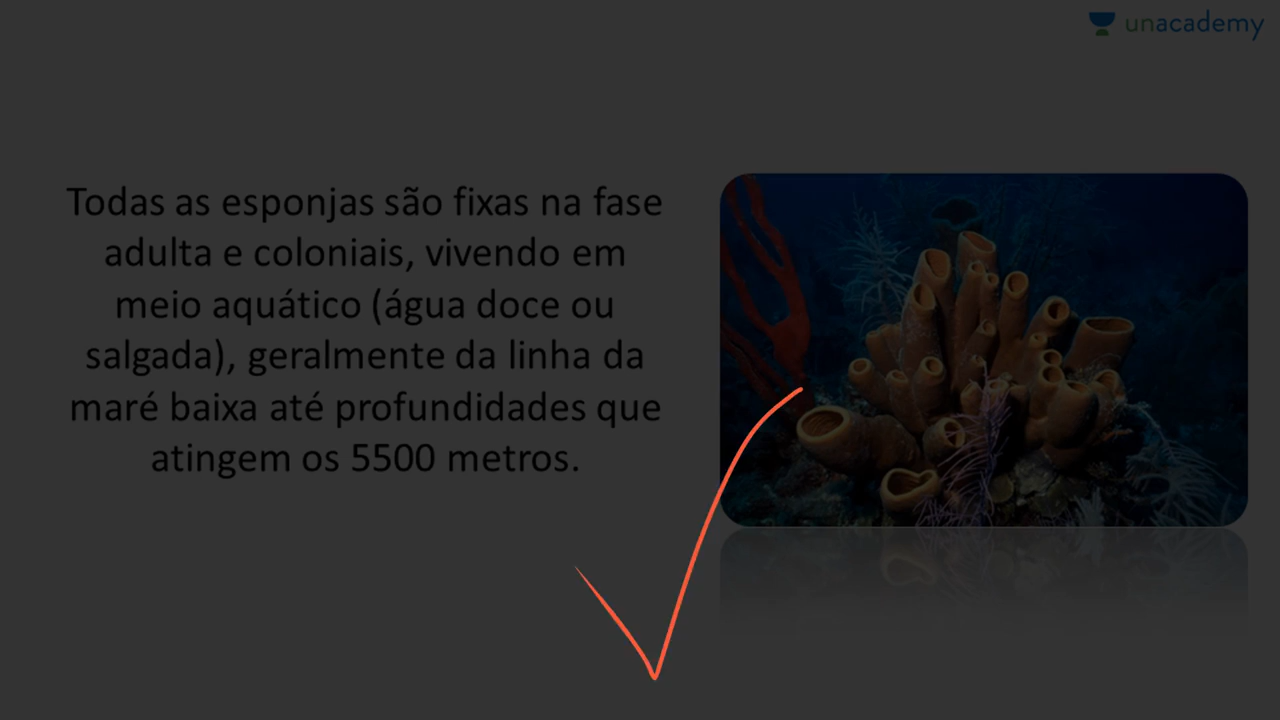 unacademy
Todas as esponjas são fixas na fase
adulta e coloniais, vivendo em
meio aquático (água doce ou
salgada), geralmente da linha da
maré baixa até profundidades que
atingem os 5500 metros.